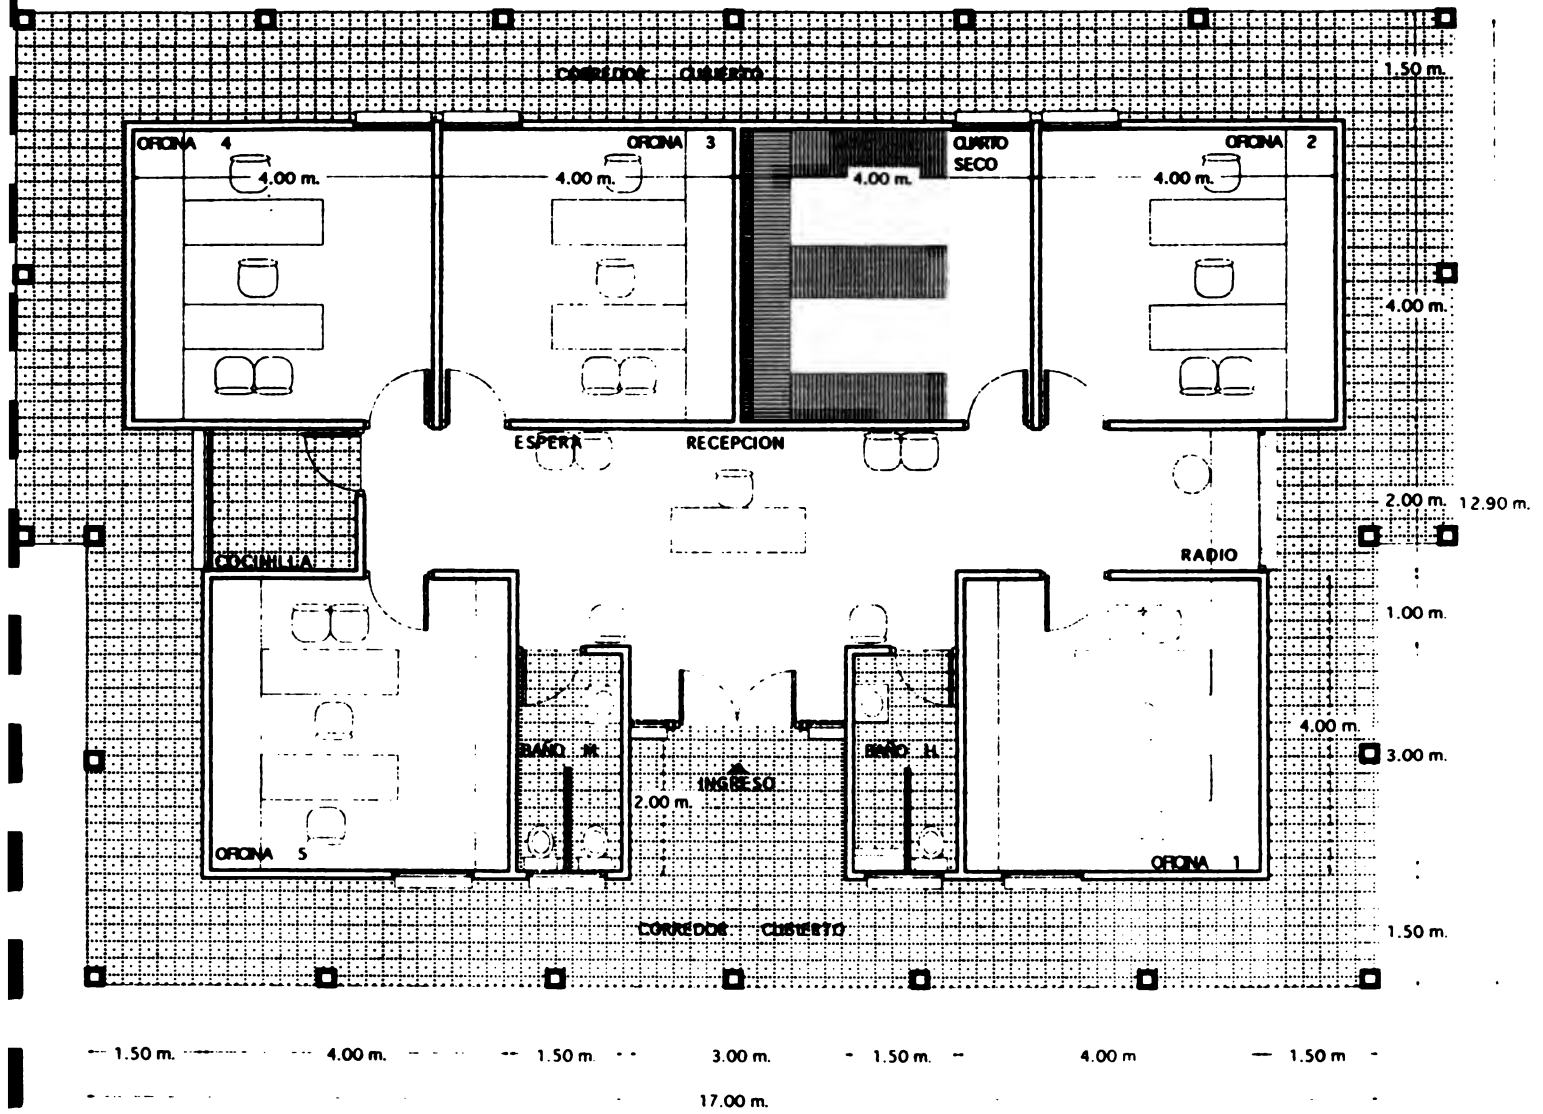 CORREDOR CUBIERTO
1.50 m.
OFICINA 4
OFICINA 3
CUARTO
SECO
OFICINA 2
4.00 m.
4.00 m.
4.00 m.
4.00 m.
4.00 m.
ESPERA
RECEPCION
2.00 m.
12.90 m.
COCINILLA
RADIO
1.00 m.
4.00 m.
BAÑO M.
BAÑO H.
3.00 m.
INGRESO
2.00 m.
OFICINA 5
OFICINA 1
CORREDOR CUBIERTO
1.50 m.
1.50 m.
4.00 m.
1.50 m.
3.00 m.
1.50 m.
4.00 m
1.50 m
17.00 m.